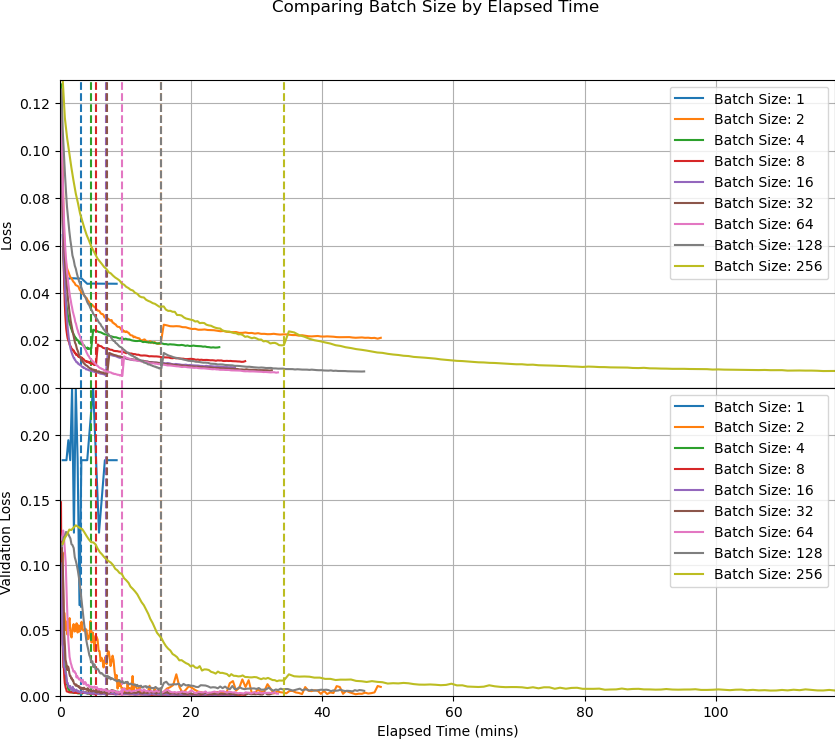 Comparing Batch Size by Elapsed Time
0.12
0.10
0.08
0.06
0.04
0.02
0.00
Loss
Batch Size: 1
Batch Size: 2
Batch Size: 4
Batch Size: 8
Batch Size: 16
Batch Size: 32
Batch Size: 64
Batch Size: 128
Batch Size: 256
0.20
0.15
0.10
0.05
0.00
Validation Loss
Batch Size: 1
Batch Size: 2
Batch Size: 4
Batch Size: 8
Batch Size: 16
Batch Size: 32
Batch Size: 64
Batch Size: 128
Batch Size: 256
0 20 40 60 80 100
Elapsed Time (mins)